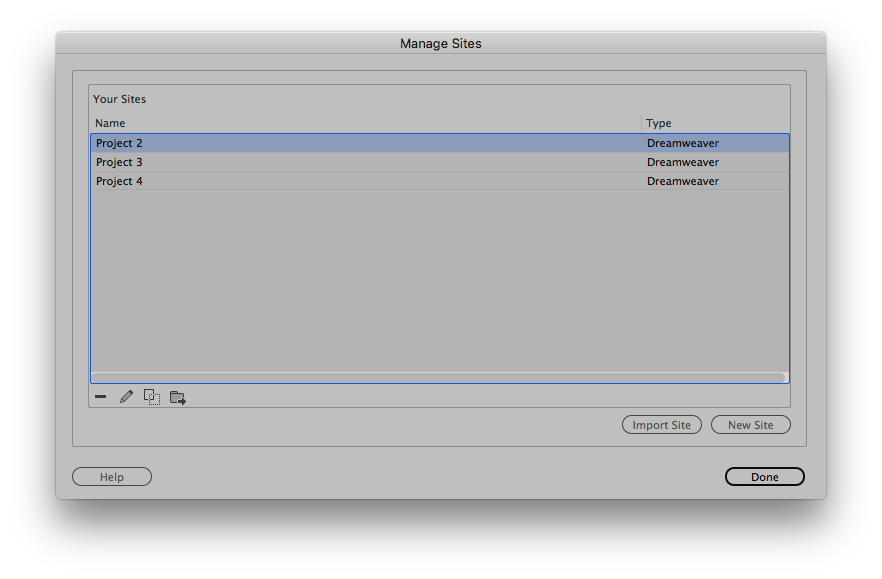 Manage Sites
Your Sites
Name Type
Project 2 Dreamweaver
Project 3 Dreamweaver
Project 4 Dreamweaver
Import Site New Site
Help Done